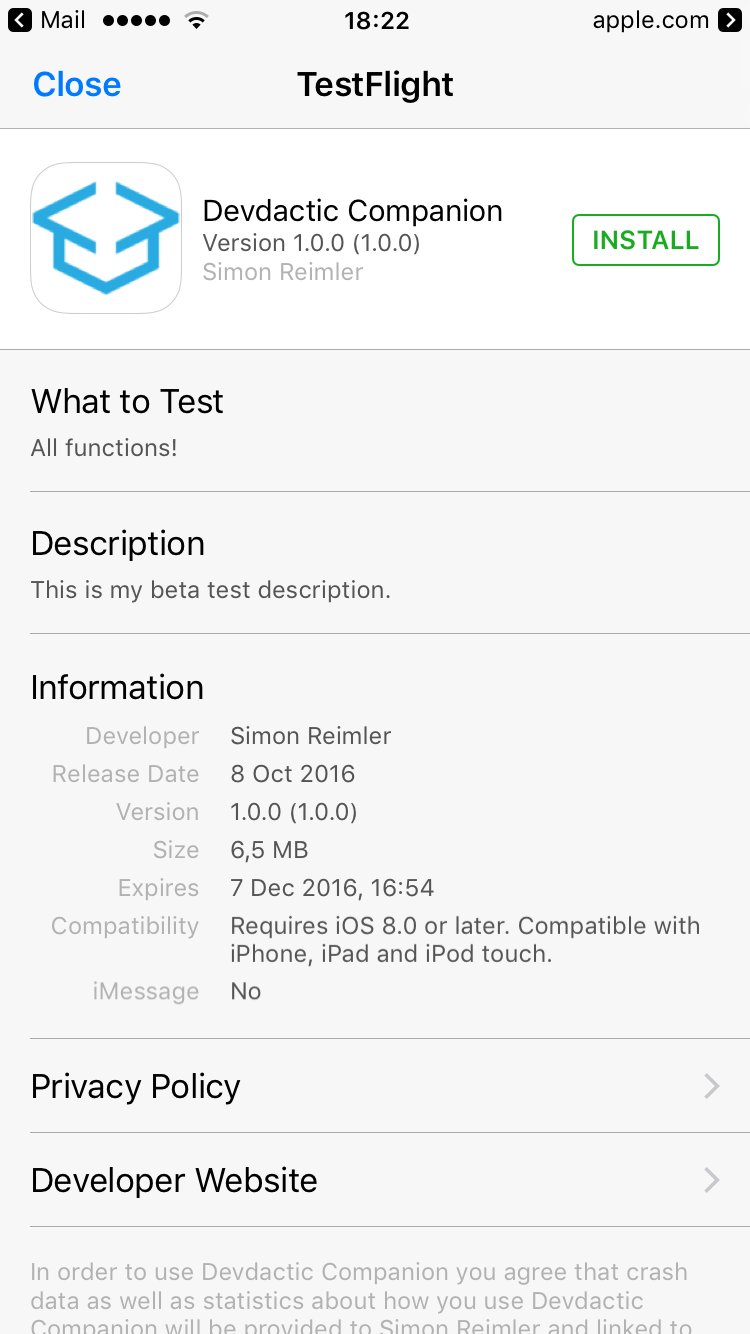 Mail 18:22 apple.com
Close TestFlight
Devdactic Companion
Version 1.0.0 (1.0.0)
Simon Reimler
INSTALL
What to Test
All functions!
Description
This is my beta test description.
Information
Developer Simon Reimler
Release Date 8 Oct 2016
Version 1.0.0 (1.0.0)
Size 6,5 MB
Expires 7 Dec 2016, 16:54
Compatibility Requires iOS 8.0 or later. Compatible with
iPhone, iPad and iPod touch.
iMessage No
Privacy Policy
Developer Website
In order to use Devdactic Companion you agree that crash
data as well as statistics about how you use Devdactic
Companion will be provided to Simon Reimler and linked to